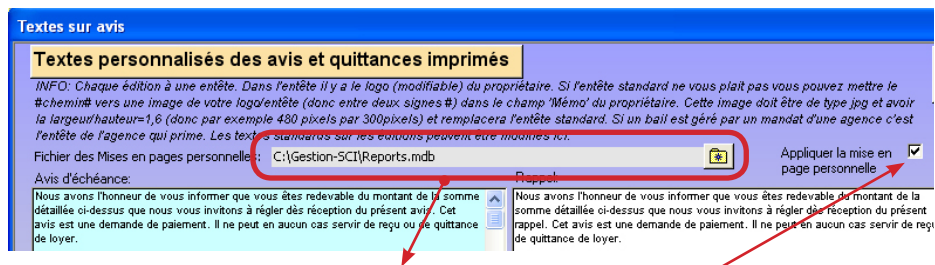 Textes sur avis
Textes personnalisés des avis et quittances imprimés
INFO: Chaque édition à une entête. Dans l'entête il y a le logo (modifiable) du propriétaire. Si l'entête standard ne vous plait pas vous pouvez mettre le
#chemin# vers une image de votre logo/entête (donc entre deux signes #) dans le champ 'Mémo' du propriétaire. Cette image doit être de type jpg et avoir
la largeur/hauteur=1,6 (donc par exemple 480 pixels par 300pixels) et remplacera l'entête standard. Si un bail est géré par un mandat d'une agence c'est
l'entête de l'agence qui prime. Les textes standards sur les éditions peuvent être modifiés ici.
Fichier des Mises en pages personnelles: C:\Gestion-SCI\Reports.mdb
Appliquer la mise en
page personnelle
Avis d'échéance:
Nous avons l'honneur de vous informer que vous êtes redevable du montant de la somme
détaillée ci-dessus que nous vous invitons à régler dès réception du présent avis. Cet
avis est une demande de paiement. Il ne peut en aucun cas servir de reçu ou de quittance
de loyer.
Rappel:
Nous avons l'honneur de vous informer que vous êtes redevable du montant de la
somme détaillée ci-dessus que nous vous invitons à régler dès réception du présent
rappel. Cet avis est une demande de paiement. Il ne peut en aucun cas servir de reçu
de quittance de loyer.